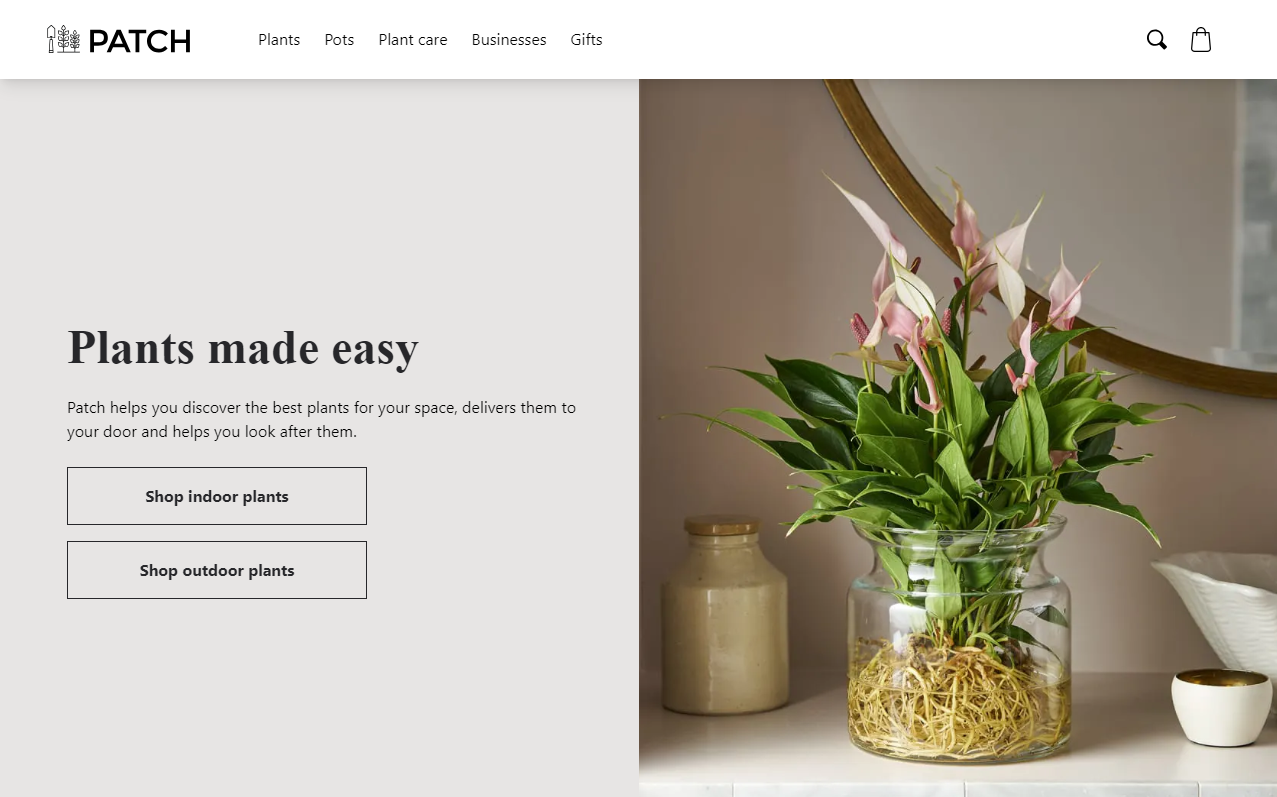 PATCH
Plants
Pots
Plant care
Businesses
Gifts
Plants made easy
Patch helps you discover the best plants for your space, delivers them to
your door and helps you look after them.
Shop indoor plants
Shop outdoor plants